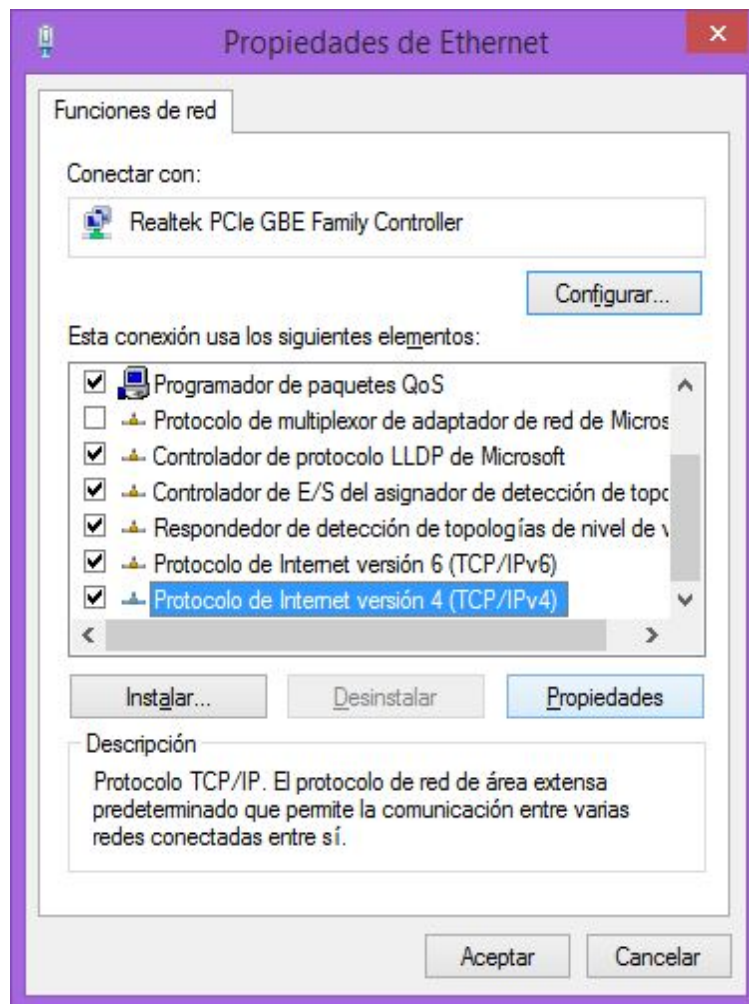 Propiedades de Ethernet
Funciones de red
Conectar con:
Realtek PCIe GBE Family Controller
Configurar...
Esta conexión usa los siguientes elementos:
Programador de paquetes QoS
Protocolo de multiplexor de adaptador de red de Micros
Controlador de protocolo LLDP de Microsoft
Controlador de E/S del asignador de detección de topo
Respondedor de detección de topologías de nivel de v
Protocolo de Internet versión 6 (TCP/IPv6)
Protocolo de Internet versión 4 (TCP/IPv4)
Instalar... Desinstalar Propiedades
Descripción
Protocolo TCP/IP. El protocolo de red de área extensa
predeterminado que permite la comunicación entre varias
redes conectadas entre sí.
Aceptar Cancelar